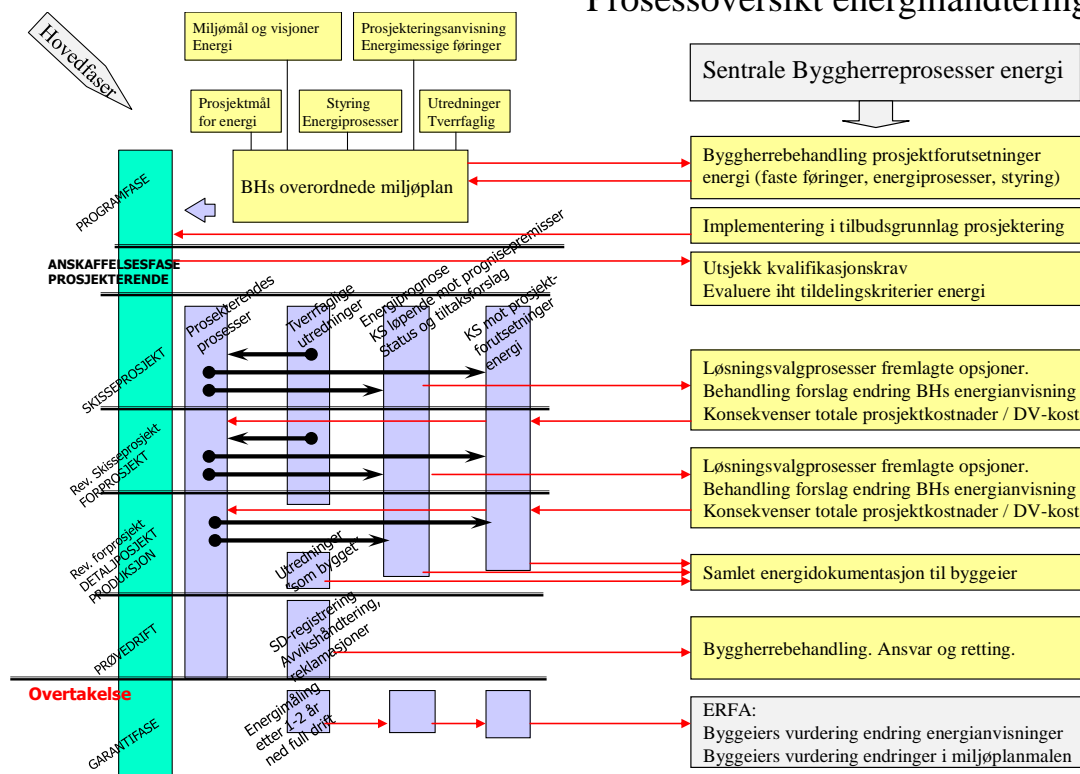 Prosessoversikt energihåndtering
Hovedfaser
Miljømål og visjoner
Energi
Prosjekteringsanvisning
Energimessige føringer
Prosjektmål
for energi
Styring
Energiprosesser
Utredninger
Tverrfaglig
BHs overordnede miljøplan
Sentrale Byggherreprosesser energi
Byggherrebehandling prosjektforutsetninger
energi (faste føringer, energiprosesser, styring)
Implementering i tilbudsgrunnlag prosjektering
Utsjekk kvalifikasjonskrav
Evaluere iht tildelingskriterier energi
PROGRAMFASE
ANSKAFFELSESFASE
PROSJEKTERENDE
Prosekterendes
prosesser
Tverrfaglige
utredninger
Energiprognose
KS løpende mot prognisepremisser
Status og tiltaksforslag
KS mot prosjekt-
forutsetninger
energi
SKISSEPROSJEKT
Løsningsvalgprosesser fremlagte opsjoner.
Behandling forslag endring BHs energianvisning
Konsekvenser totale prosjektkostnader / DV-kost
Rev. Skisseprosjekt
FORPROSJEKT
Løsningsvalgprosesser fremlagte opsjoner.
Behandling forslag endring BHs energianvisning
Konsekvenser totale prosjektkostnader / DV-kost
Rev. forprosjekt
DETALJPOSJEKT
PRODUKSJON
Utredninger
"som bygget"
Samlet energidokumentasjon til byggeier
PRØVEDRIFT
SD-registrering
Avvikshåndtering,
reklamasjoner
Byggherrebehandling. Ansvar og retting.
Overtakelse
GARANTIFASE
Energimåling
etter 1-2 år
ned full drift
ERFA:
Byggeiers vurdering endring energianvisninger
Byggeiers vurdering endringer i miljøplanmalen